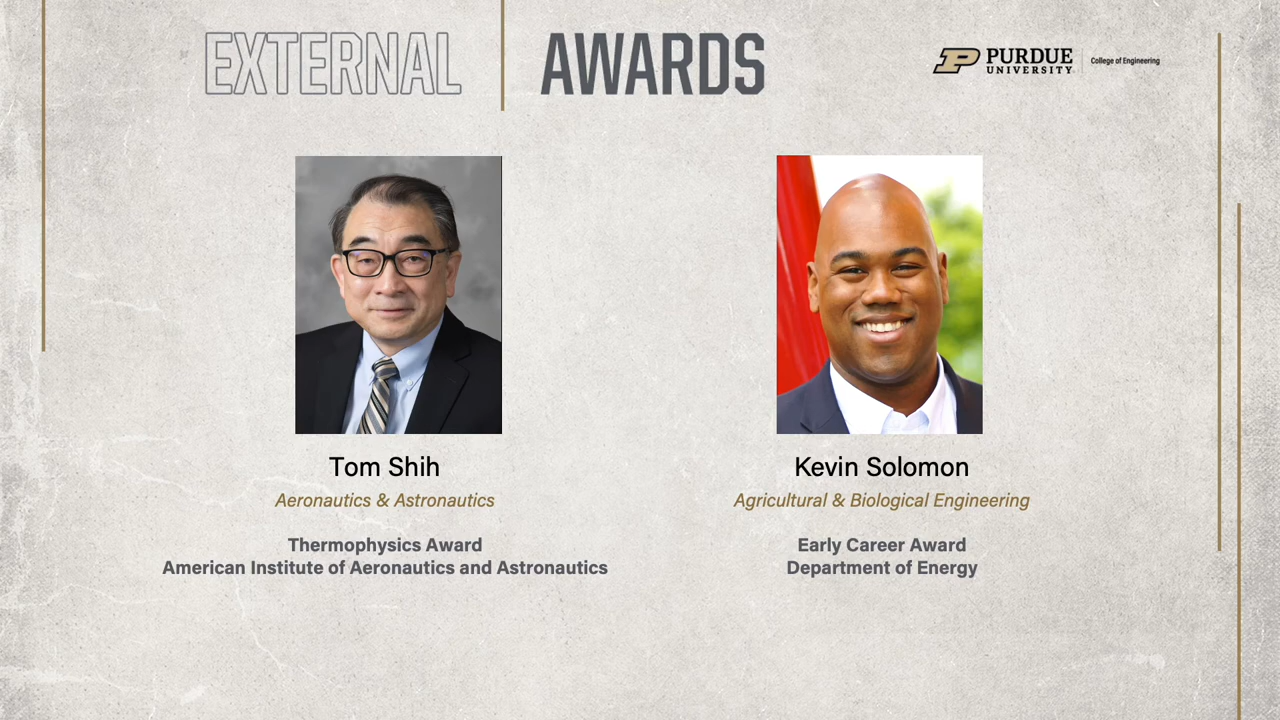 EXTERNAL AWARDS
PURDUE
UNIVERSITY
College of Engineering
Tom Shih
Aeronautics & Astronautics
Thermophysics Award
American Institute of Aeronautics and Astronautics
Kevin Solomon
Agricultural & Biological Engineering
Early Career Award
Department of Energy